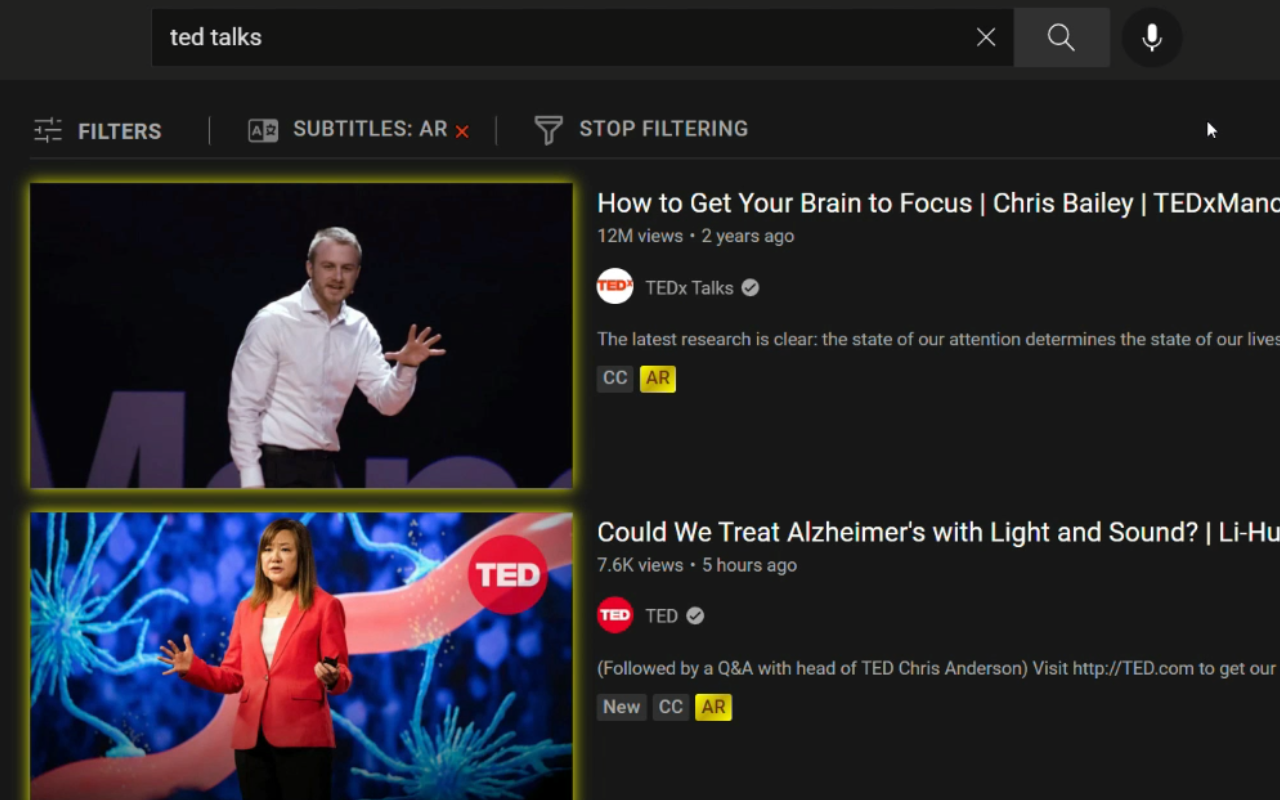 ted talks
FILTERS
SUBTITLES: AR
STOP FILTERING
How to Get Your Brain to Focus | Chris Bailey | TEDxManc
12M views • 2 years ago
TEDx
TEDx Talks
The latest research is clear: the state of our attention determines the state of our lives
CC AR
TED
Could We Treat Alzheimer's with Light and Sound? | Li-Hu
7.6K views • 5 hours ago
TED
TED
(Followed by a Q&A with head of TED Chris Anderson) Visit http://TED.com to get our
New CC AR